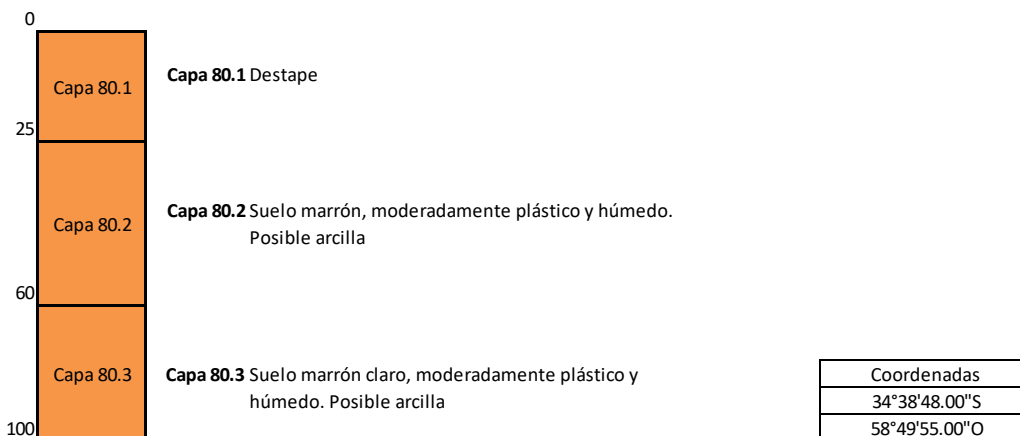 0
Capa 80.1
Capa 80.1 Destape
25
Capa 80.2
Capa 80.2 Suelo marrón, moderadamente plástico y húmedo.
Posible arcilla
60
Capa 80.3
Capa 80.3 Suelo marrón claro, moderadamente plástico y
húmedo. Posible arcilla
100
Coordenadas
34°38'48.00"S
58°49'55.00"O